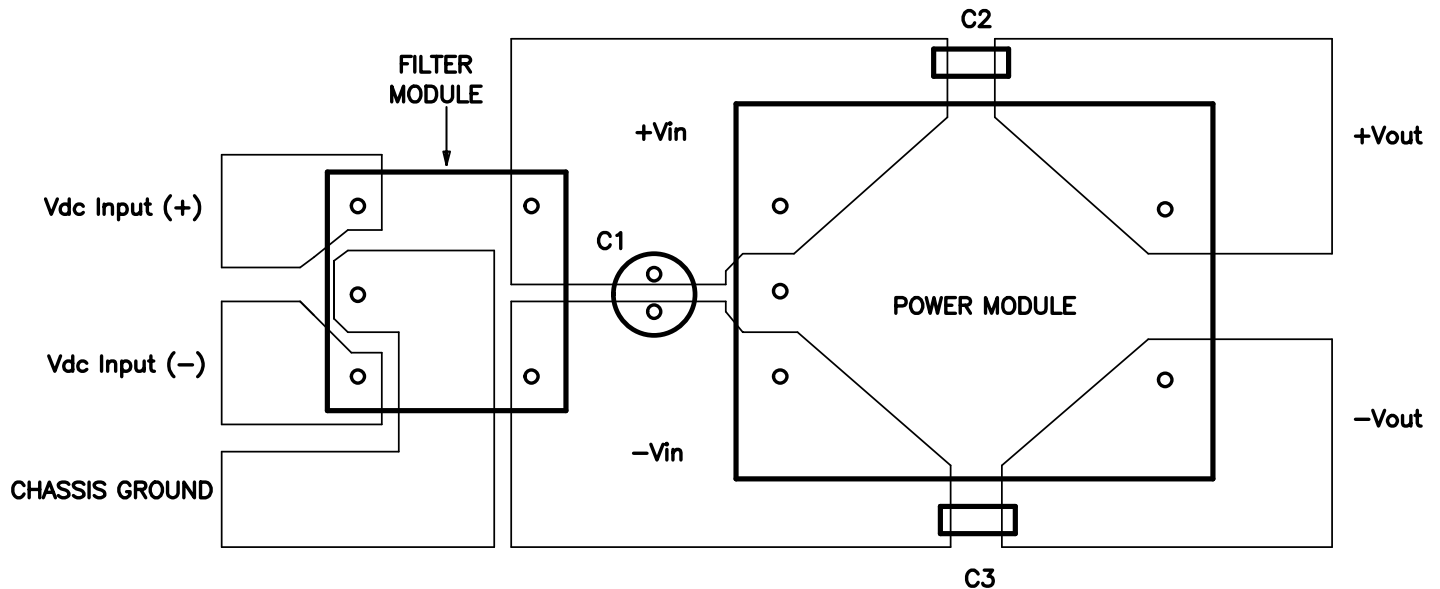 C2
FILTER
MODULE
+Vin
+Vout
Vdc Input (+)
C1
POWER MODULE
Vdc Input (−)
−Vout
−Vin
CHASSIS GROUND
C3